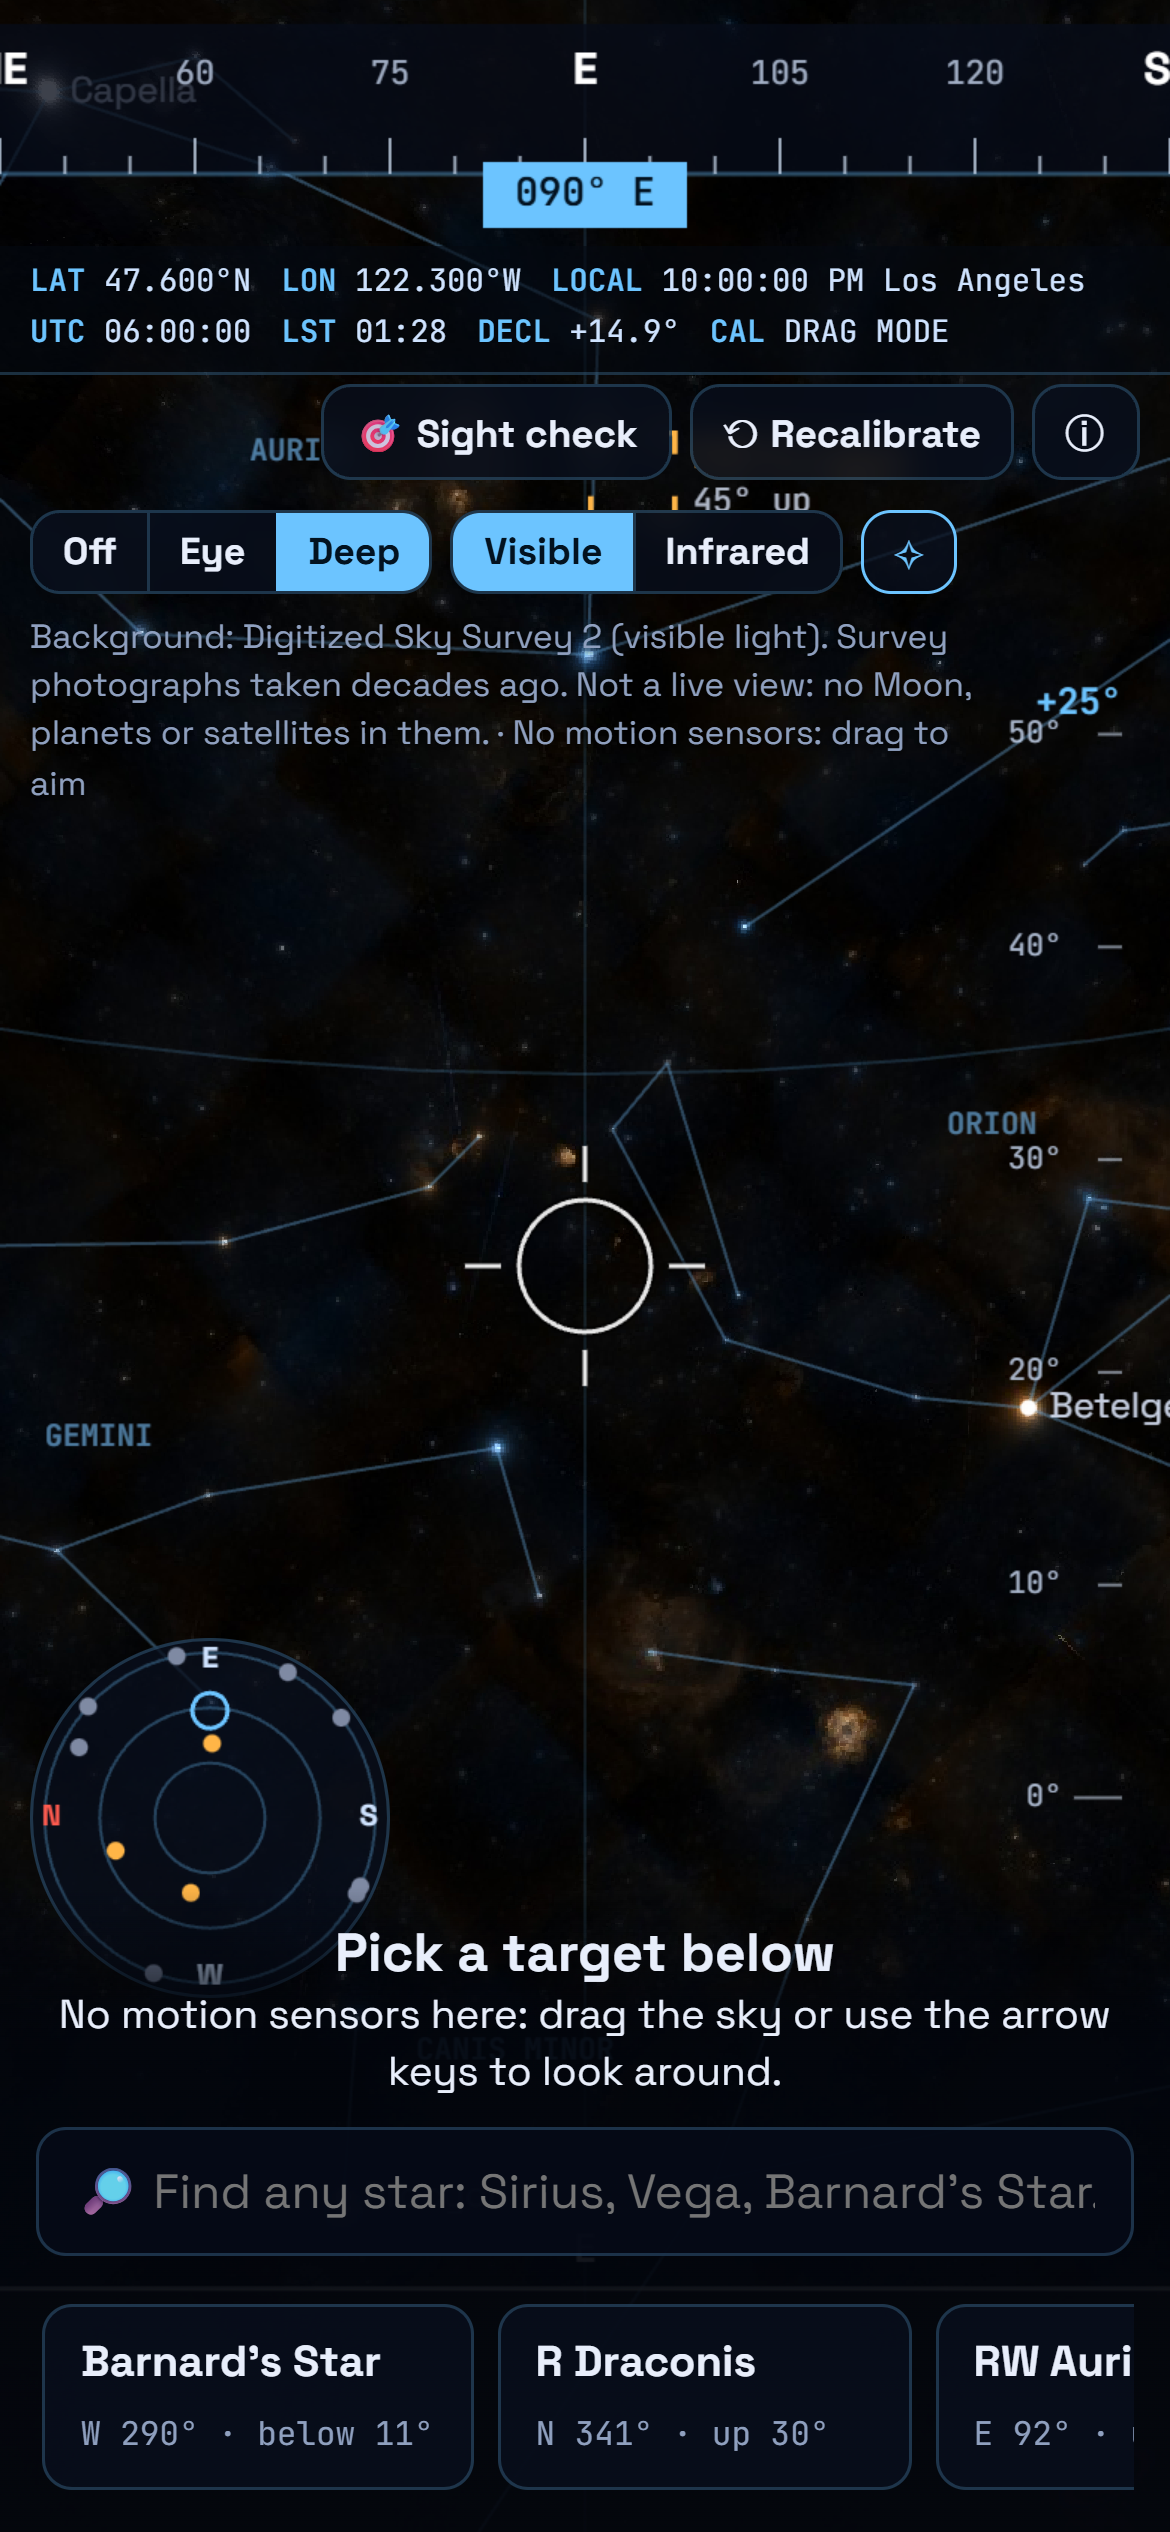 E 60 75 E 105 120 S
Capella
090° E
LAT 47.600°N LON 122.300°W LOCAL 10:00:00 PM Los Angeles
UTC 06:00:00 LST 01:28 DECL +14.9° CAL DRAG MODE
AURI
Sight check
Recalibrate
45° up
Off Eye Deep Visible Infrared
Background: Digitized Sky Survey 2 (visible light). Survey
photographs taken decades ago. Not a live view: no Moon,
planets or satellites in them. · No motion sensors: drag to
aim
+25°
50°
40°
ORION
30°
20°
Betelge
GEMINI
10°
E
0°
N S
W
Pick a target below
No motion sensors here: drag the sky or use the arrow
CANIS MINOR
keys to look around.
Find any star: Sirius, Vega, Barnard's Star.
E
Barnard's Star
W 290° · below 11°
R Draconis
N 341° · up 30°
RW Auri
E 92° ·